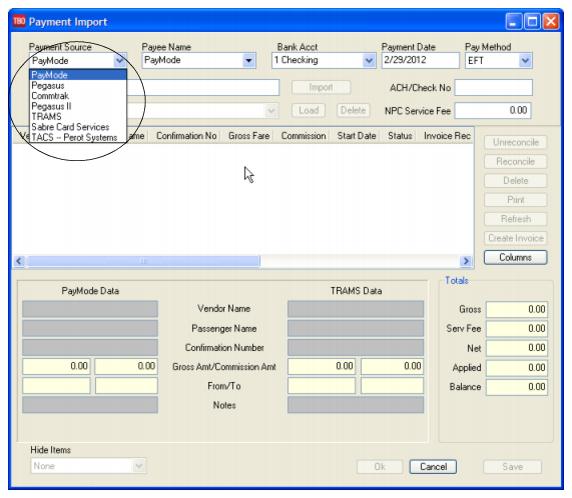 TBO Payment Import
Payment Source Payee Name Bank Acct Payment Date Pay Method
PayMode PayMode 1 Checking 2/29/2012 EFT
PayMode
Pegasus
Commtrak
Pegasus II
TRAMS
Sabre Card Services
TACS -- Perot Systems
Import ACH/Check No
Load Delete NPC Service Fee 0.00
Ve ame Confirmation No Gross Fare Commission Start Date Status Invoice Rec
Unreconcile
Reconcile
Delete
Print
Refresh
Create Invoice
Columns
PayMode Data TRAMS Data Totals
Vendor Name Gross 0.00
Passenger Name Serv Fee 0.00
Confirmation Number Net 0.00
0.00 0.00 Gross Amt/Commission Amt 0.00 0.00 Applied 0.00
From/To Balance 0.00
Notes
Hide Items
None Ok Cancel Save